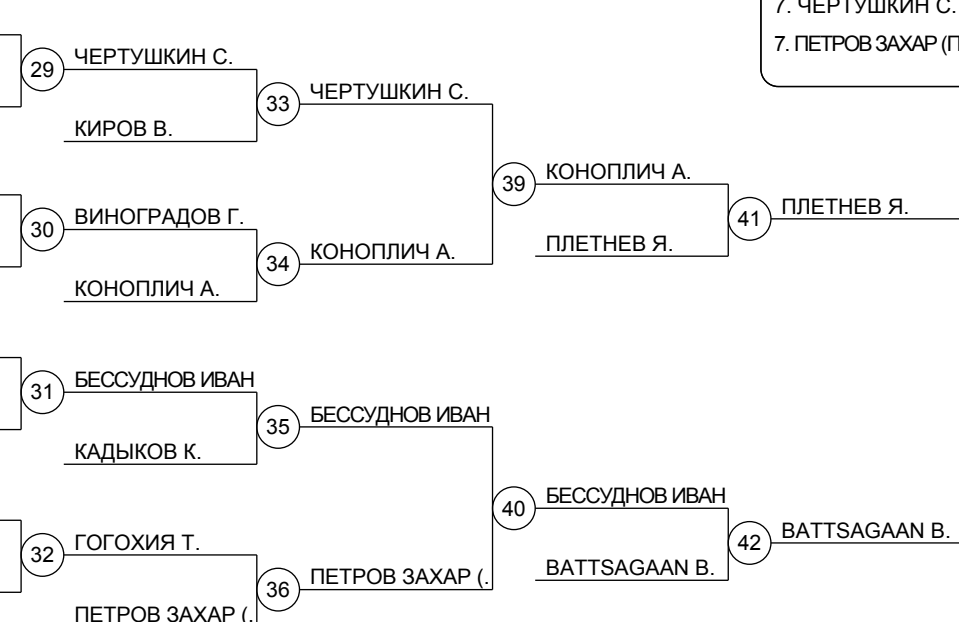 7. ЧЕРТУШКИН С.
7. ПЕТРОВ ЗАХАР (П
29 ЧЕРТУШКИН С.
33 ЧЕРТУШКИН С.
КИРОВ В.
39 КОНОПЛИЧ А.
30 ВИНОГРАДОВ Г.
41 ПЛЕТНЕВ Я.
34 КОНОПЛИЧ А.
ПЛЕТНЕВ Я.
КОНОПЛИЧ А.
31 БЕССУДНОВ ИВАН
35 БЕССУДНОВ ИВАН
КАДЫКОВ К.
40 БЕССУДНОВ ИВАН
32 ГОГОХИЯ Т.
42 BATTSAGAAN B.
36 ПЕТРОВ ЗАХАР (.
BATTSAGAAN B.
ПЕТРОВ ЗАХАР (.